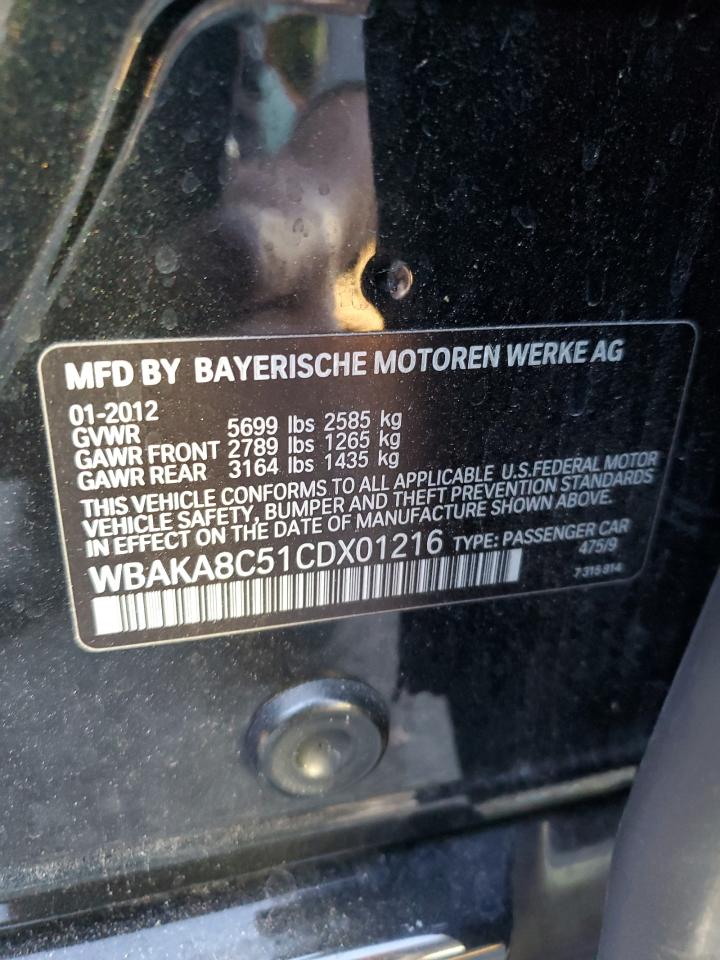 MFD BY BAYERISCHE MOTOREN WERKE AG
01-2012
GVWR 5699 lbs 2585 kg
GAWR FRONT 2789 lbs 1265 kg
GAWR REAR 3164 lbs 1435 kg
THIS VEHICLE CONFORMS TO ALL APPLICABLE U.S.FEDERAL MOTOR
VEHICLE SAFETY, BUMPER AND THEFT PREVENTION STANDARDS
IN EFFECT ON THE DATE OF MANUFACTURE SHOWN ABOVE.
WBAKA8C51CDX01216 TYPE: PASSENGER CAR
475/9
7 315 814